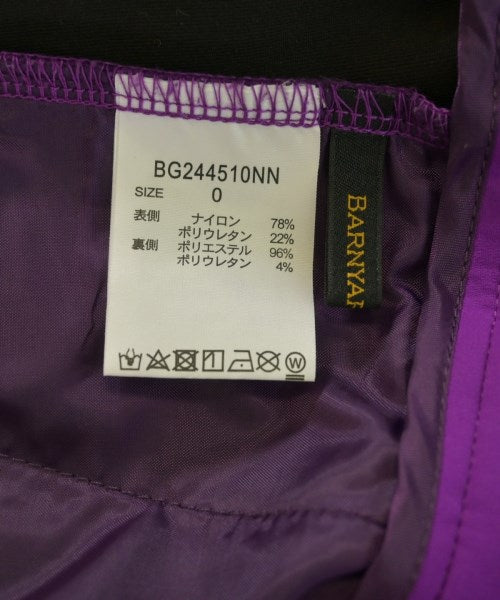 BG244510NN
SIZE 0
表側 ナイロン 78%
ポリウレタン 22%
裏側 ポリエステル 96%
ポリウレタン 4%
W